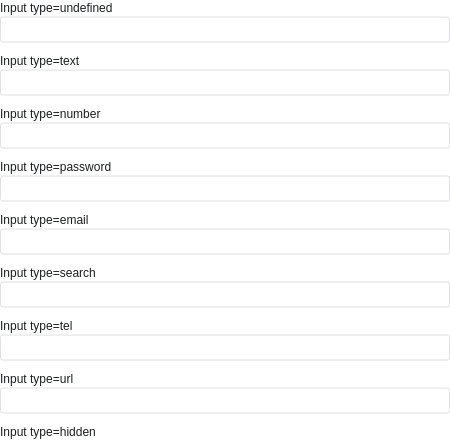 Input type=undefined
Input type=text
Input type=number
Input type=password
Input type=email
Input type=search
Input type=tel
Input type=url
Input type=hidden